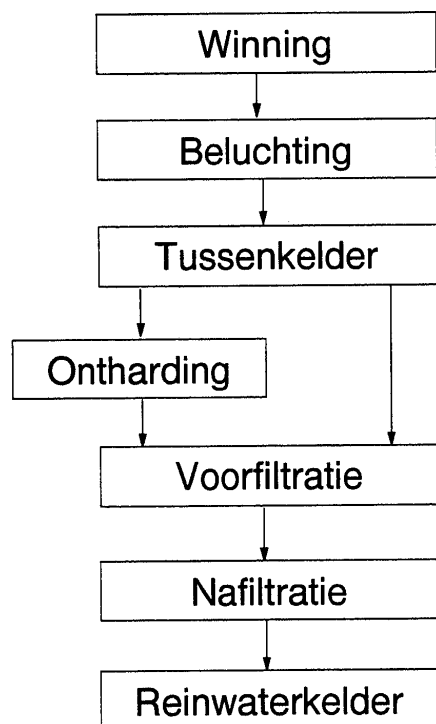 Winning
Beluchting
Tussenkelder
Ontharding
Voorfiltratie
Nafiltratie
Reinwaterkelder